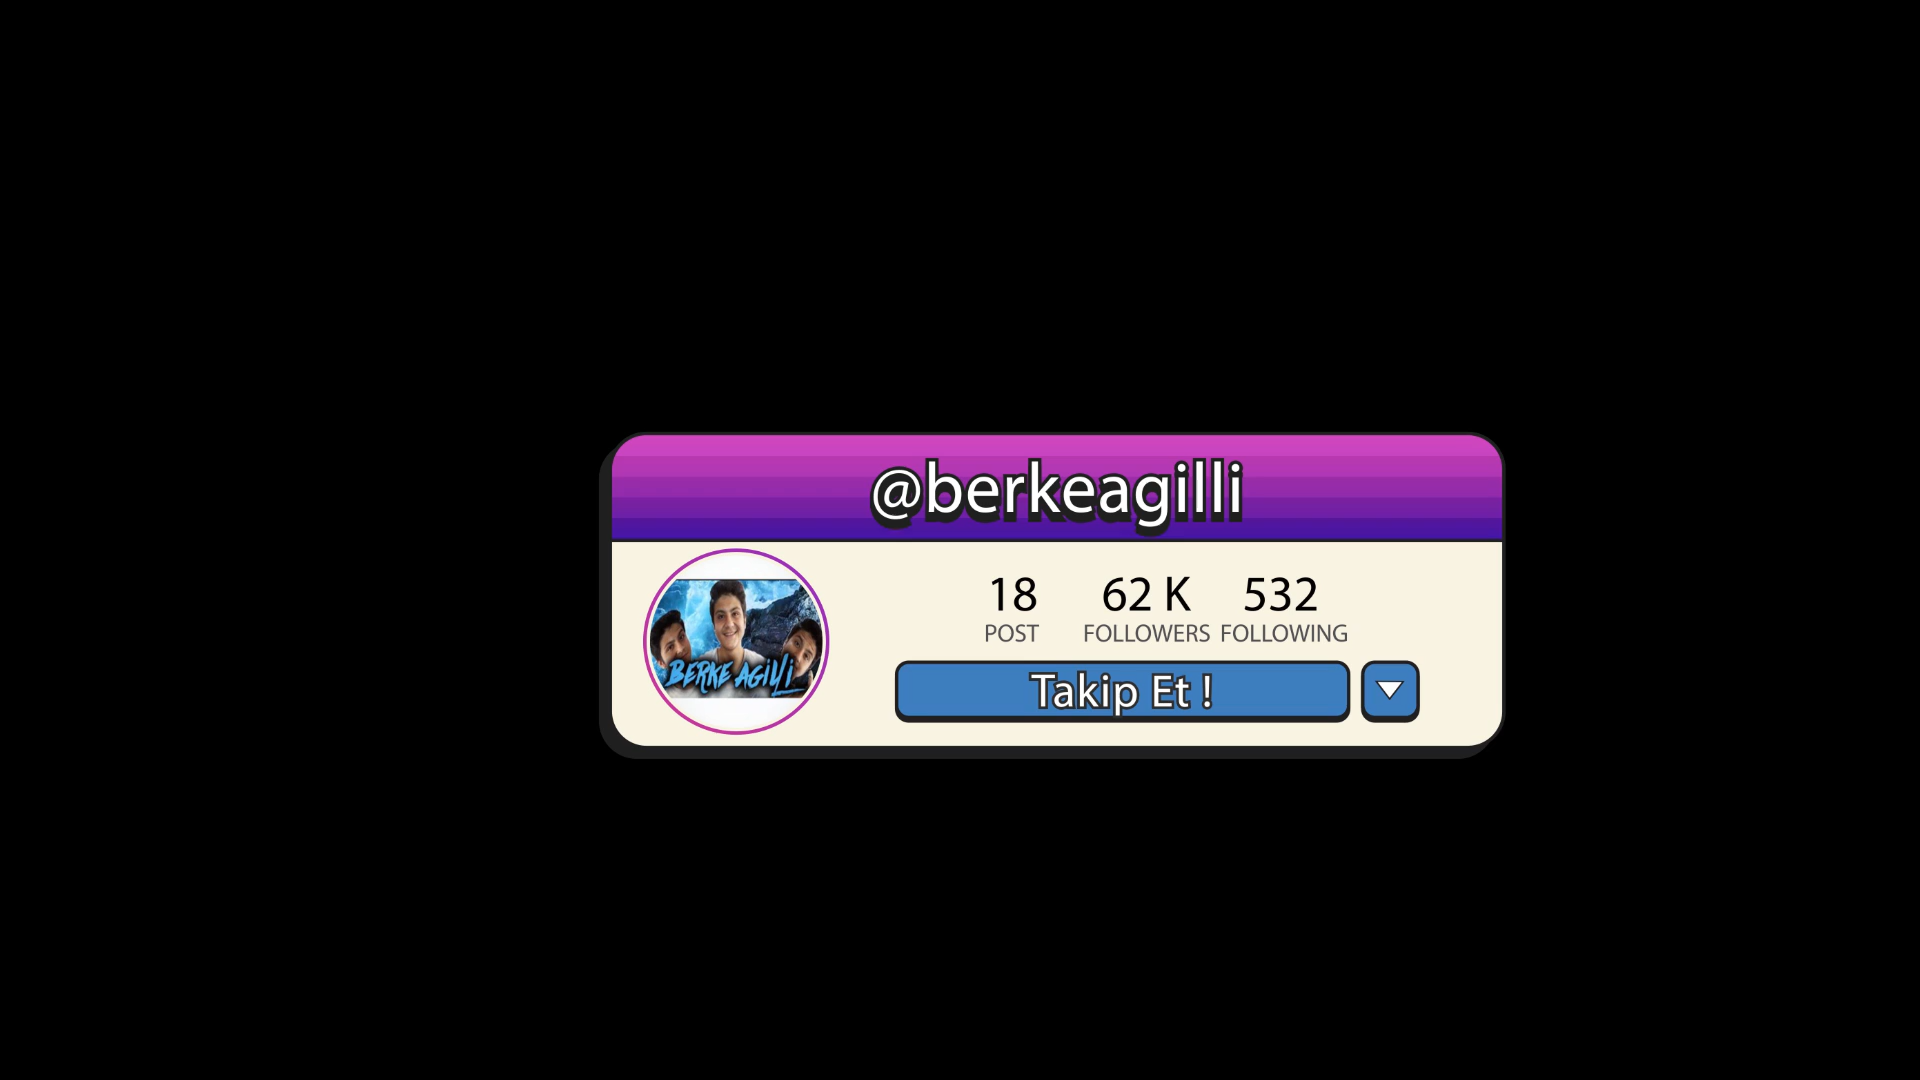 @berkeagilli
18 62 K 532
POST FOLLOWERS FOLLOWING
BERKE AGiLLi
Takip Et !